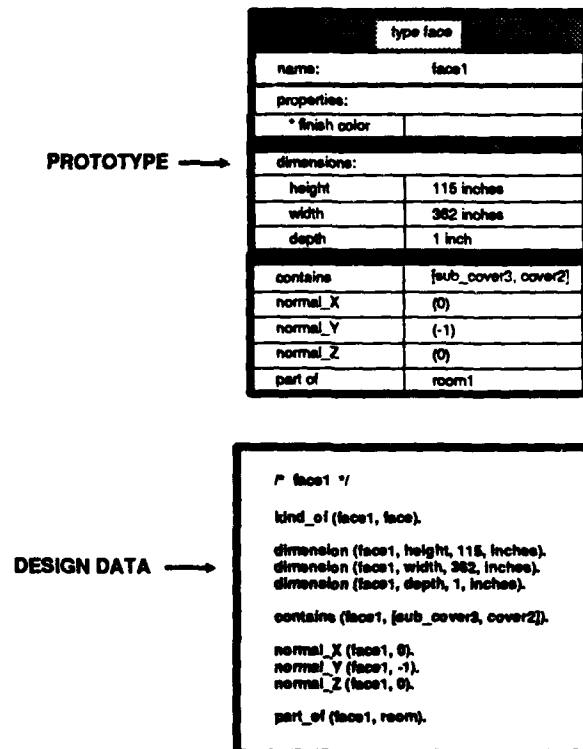 type face
name: face1
properties:
* finish color
PROTOTYPE
dimensions:
height 115 inches
width 362 inches
depth 1 inch
contains [sub_cover3, cover2]
normal_X (0)
normal_Y (-1)
normal_Z (0)
part of room1
/* face1 */
kind_of (face1, face).
DESIGN DATA
dimension (face1, height, 115, inches).
dimension (face1, width, 362, inches).
dimension (face1, depth, 1, inches).
contains (face1, [sub_cover3, cover2]).
normal_X (face1, 0).
normal_Y (face1, -1).
normal_Z (face1, 0).
part_of (face1, room).